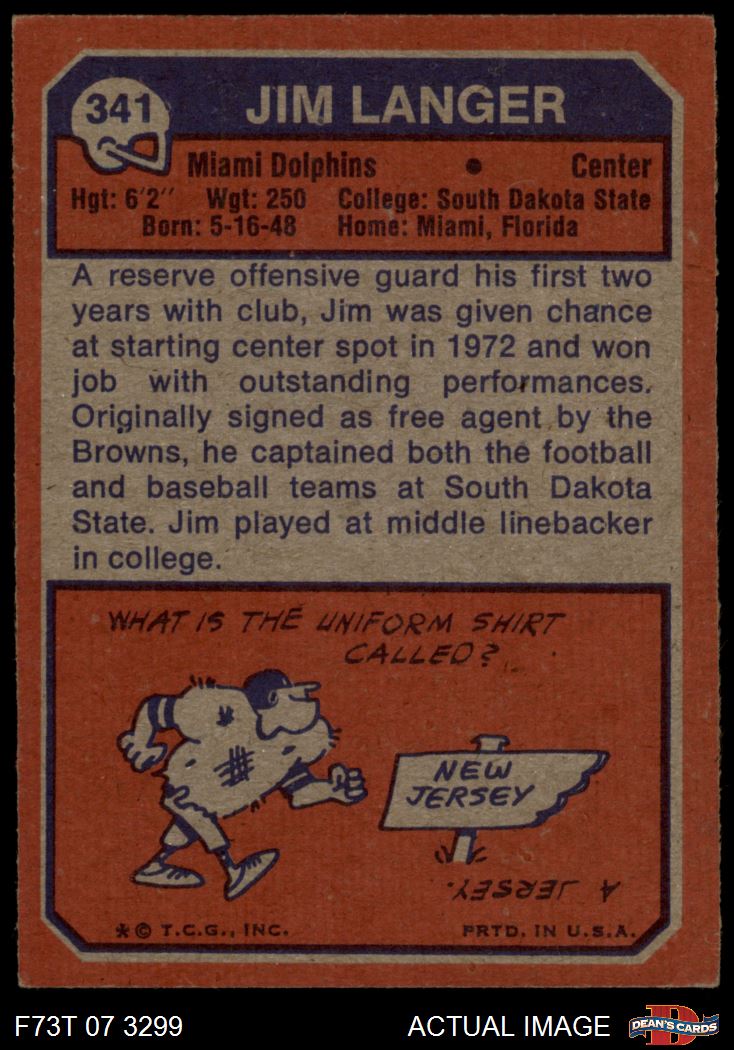 341
JIM LANGER
Miami Dolphins • Center
Hgt: 6'2" Wgt: 250 College: South Dakota State
Born: 5-16-48 Home: Miami, Florida
A reserve offensive guard his first two
years with club, Jim was given chance
at starting center spot in 1972 and won
job with outstanding performances.
Originally signed as free agent by the
Browns, he captained both the football
and baseball teams at South Dakota
State. Jim played at middle linebacker
in college.
WHAT IS THE UNIFORM SHIRT
CALLED?
#
NEW
JERSEY
A JERSEY.
* © T.C.G., INC. PRTD. IN U.S.A.
F73T 07 3299 ACTUAL IMAGE D DEAN'S CARDS